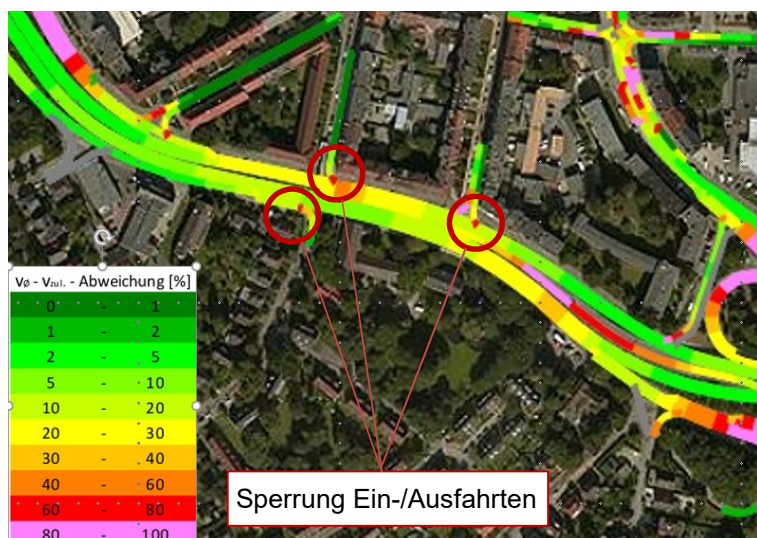 vø - vzul. - Abweichung [%]
0 - 1
1 - 2
2 - 5
5 - 10
10 - 20
20 - 30
30 - 40
40 - 60
60 - 80
80 - 100
Sperrung Ein-/Ausfahrten